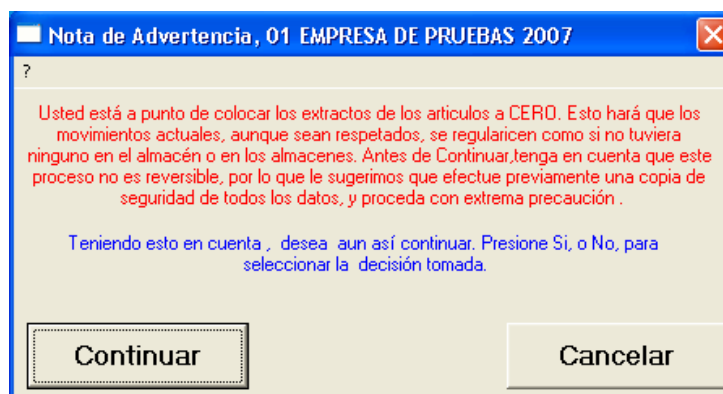 Nota de Advertencia, 01 EMPRESA DE PRUEBAS 2007
?
Usted está a punto de colocar los extractos de los articulos a CERO. Esto hará que los
movimientos actuales, aunque sean respetados, se regularicen como si no tuviera
ninguno en el almacén o en los almacenes. Antes de Continuar,tenga en cuenta que este
proceso no es reversible, por lo que le sugerimos que efectue previamente una copia de
seguridad de todos los datos, y proceda con extrema precaución .
Teniendo esto en cuenta , desea aun así continuar. Presione Si, o No, para
seleccionar la decisión tomada.
Continuar
Cancelar